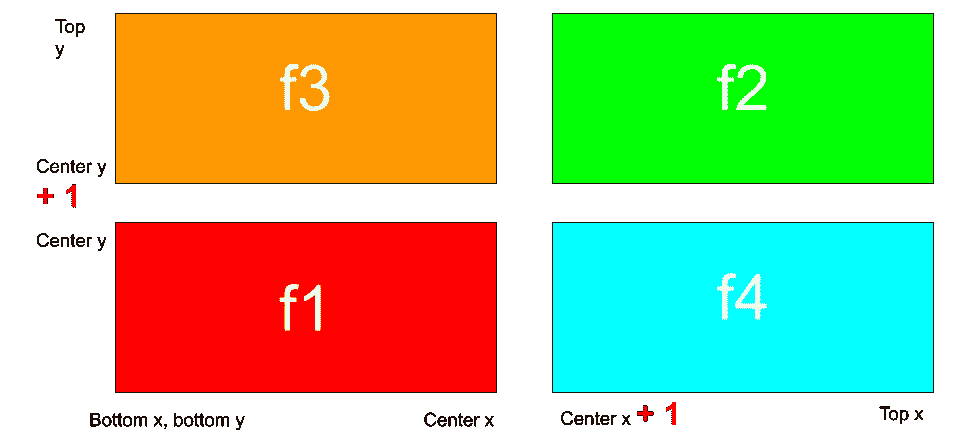 Top
y
f3
f2
Center y
+ 1
Center y
f1
f4
Bottom x, bottom y
Center x
Center x + 1
Top x